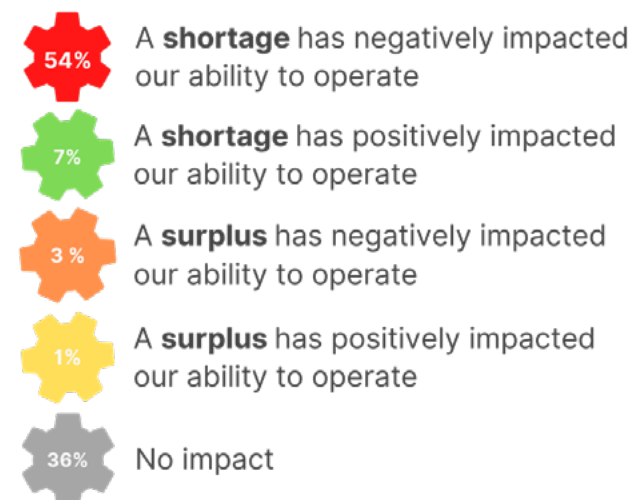 54%
A shortage has negatively impacted
our ability to operate
7%
A shortage has positively impacted
our ability to operate
3 %
A surplus has negatively impacted
our ability to operate
1%
A surplus has positively impacted
our ability to operate
36%
No impact